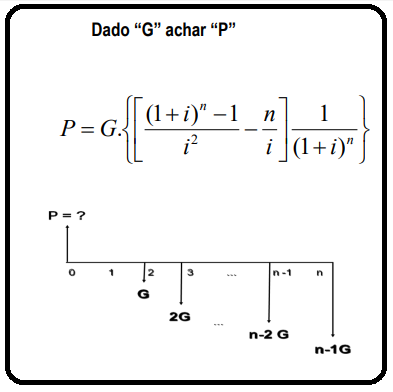 Dado “G” achar “P”
P = G.{[ (1+i)ⁿ −1 / i² − n / i ] 1 / (1+i)ⁿ }
P = ?
0 1 2 3 ... n-1 n
G
2G
...
n-2 G
n-1G